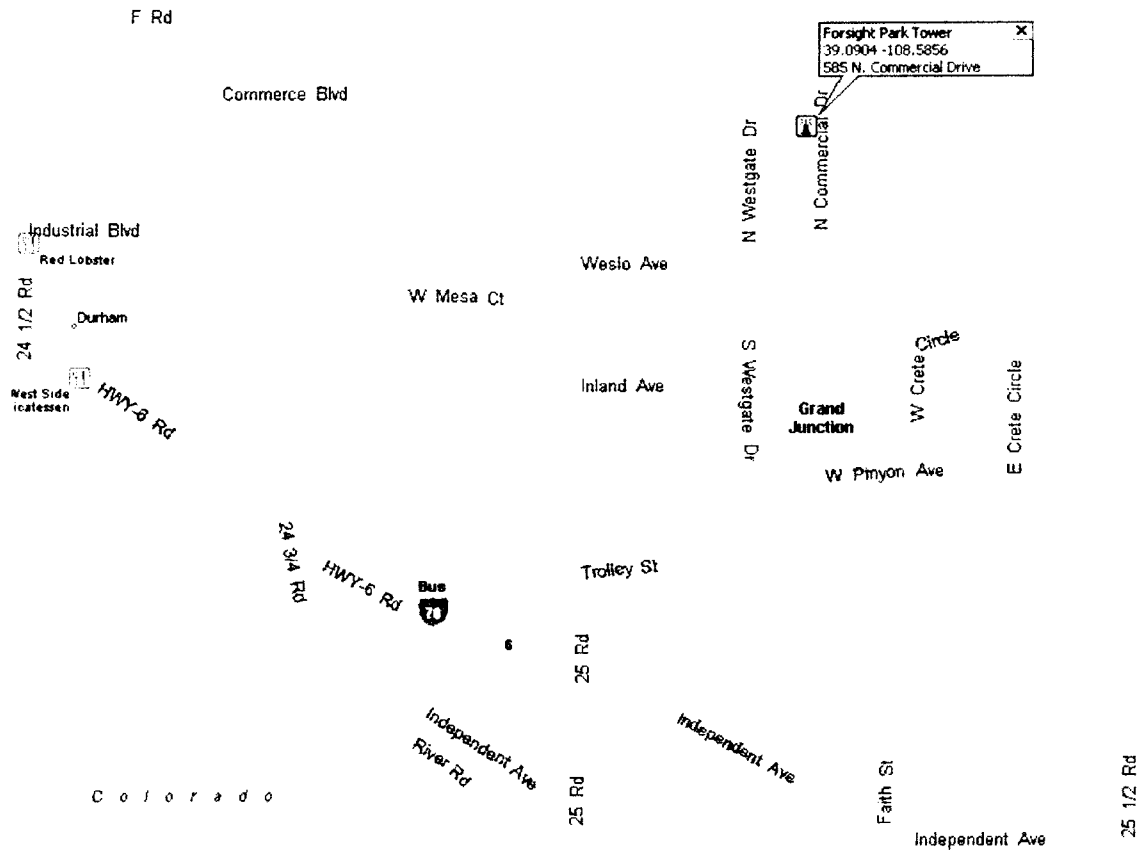 F Rd
Forsight Park Tower
39.0904 -108.5856
585 N. Commercial Drive
Commerce Blvd
N Westgate Dr
N Commercial Dr
Industrial Blvd
Red Lobster
Weslo Ave
24 1/2 Rd
W Mesa Ct
Durham
S Westgate Dr
W Crete Circle
E Crete Circle
West Side
icatessen
HWY-6 Rd
Inland Ave
Grand
Junction
W Pinyon Ave
24 3/4 Rd
HWY-6 Rd
Bus
70
Trolley St
6
25 Rd
Independent Ave
River Rd
Independent Ave
Colorado
25 Rd
Faith St
25 1/2 Rd
Independent Ave